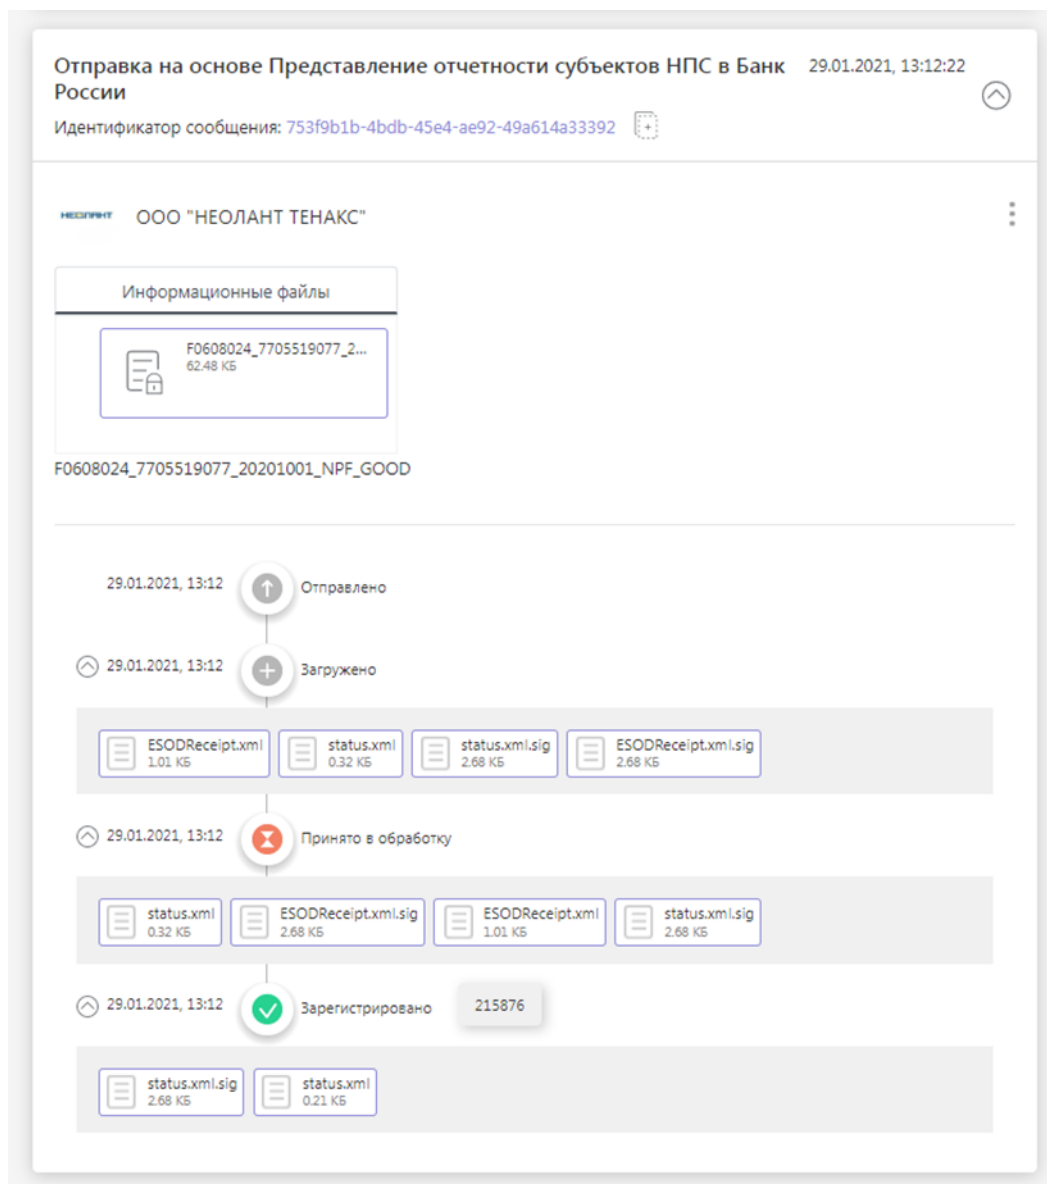 Отправка на основе Представление отчетности субъектов НПС в Банк 29.01.2021, 13:12:22
России
Идентификатор сообщения: 753f9b1b-4bdb-45e4-ae92-49a614a33392
НЕОЛАНТ ООО "НЕОЛАНТ ТЕНАКС"
Информационные файлы
F0608024_7705519077_2...
62.48 КБ
F0608024_7705519077_20201001_NPF_GOOD
29.01.2021, 13:12 Отправлено
29.01.2021, 13:12 Загружено
ESODReceipt.xml status.xml status.xml.sig ESODReceipt.xml.sig
1.01 КБ 0.32 КБ 2.68 КБ 2.68 КБ
29.01.2021, 13:12 Принято в обработку
status.xml ESODReceipt.xml.sig ESODReceipt.xml status.xml.sig
0.32 КБ 2.68 КБ 1.01 КБ 2.68 КБ
29.01.2021, 13:12 Зарегистрировано 215876
status.xml.sig status.xml
2.68 КБ 0.21 КБ